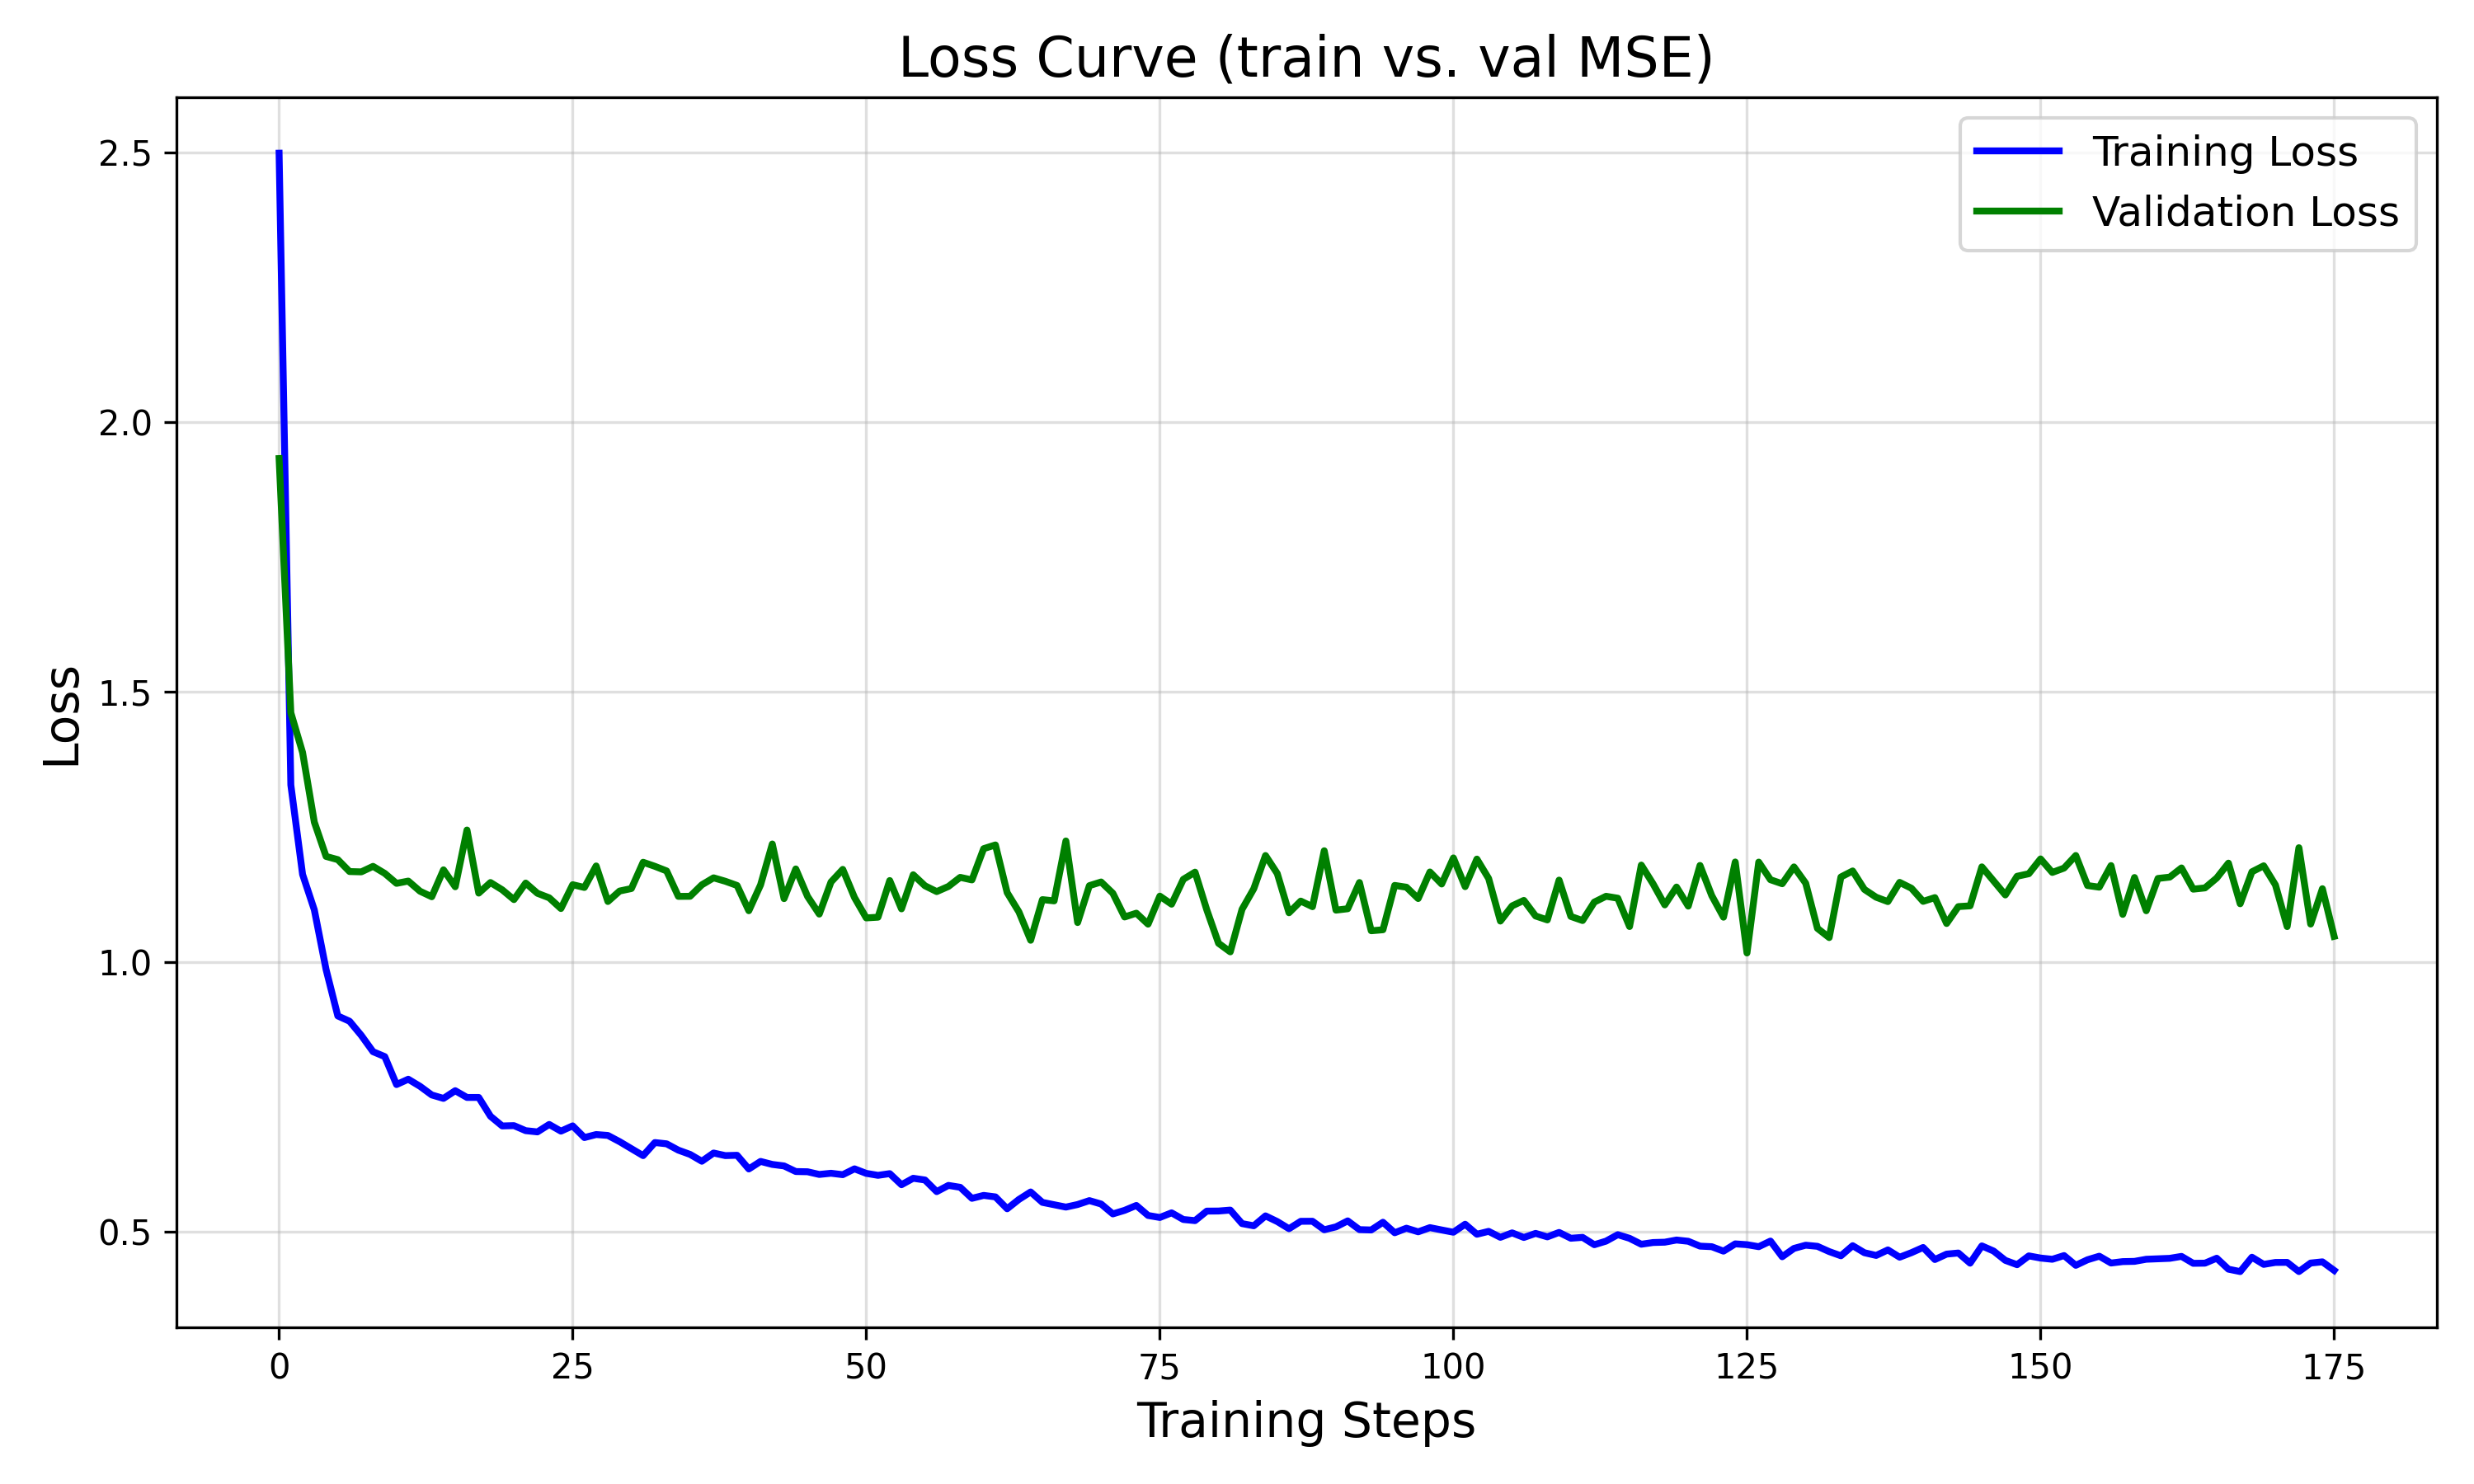 Loss Curve (train vs. val MSE)
Training Loss
Validation Loss
2.5
2.0
1.5
1.0
0.5
Loss
0 25 50 75 100 125 150 175
Training Steps